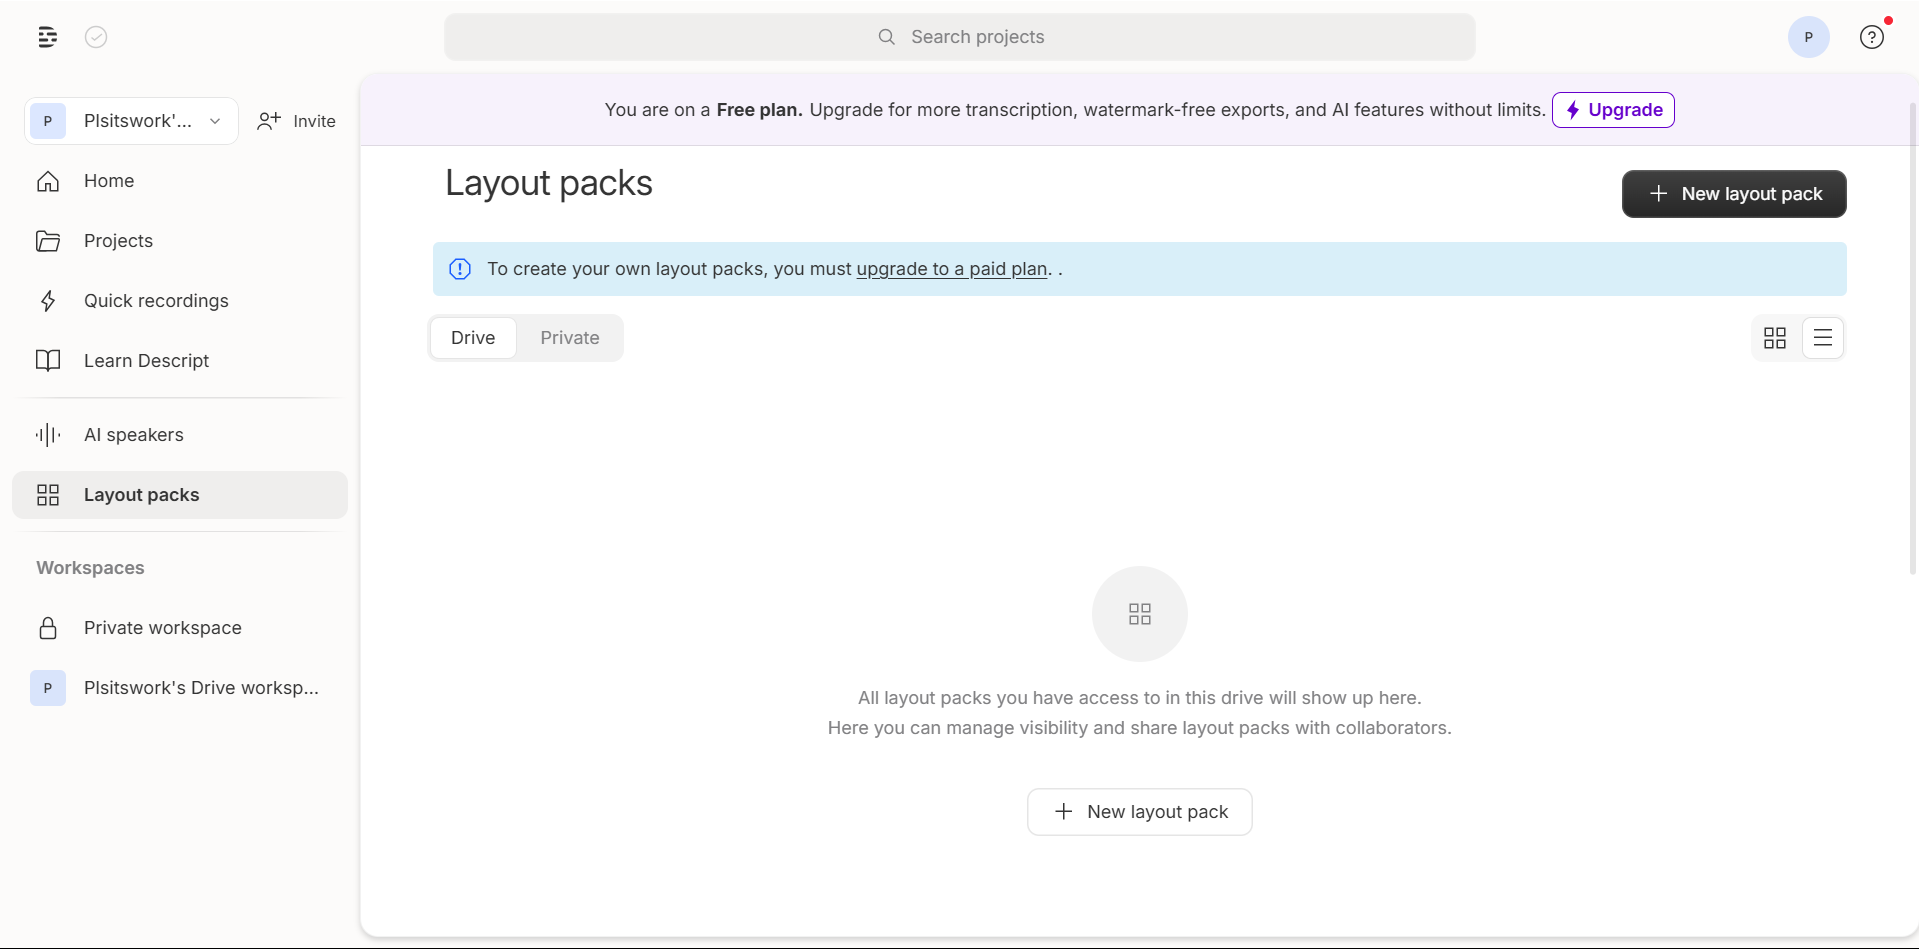 Search projects
P
P
PIsitswork'...
Invite
You are on a Free plan. Upgrade for more transcription, watermark-free exports, and AI features without limits.
Upgrade
Home
Projects
Quick recordings
Learn Descript
AI speakers
Layout packs
Workspaces
Private workspace
P
PIsitswork's Drive worksp...
Layout packs
New layout pack
To create your own layout packs, you must upgrade to a paid plan. .
Drive
Private
All layout packs you have access to in this drive will show up here.
Here you can manage visibility and share layout packs with collaborators.
New layout pack